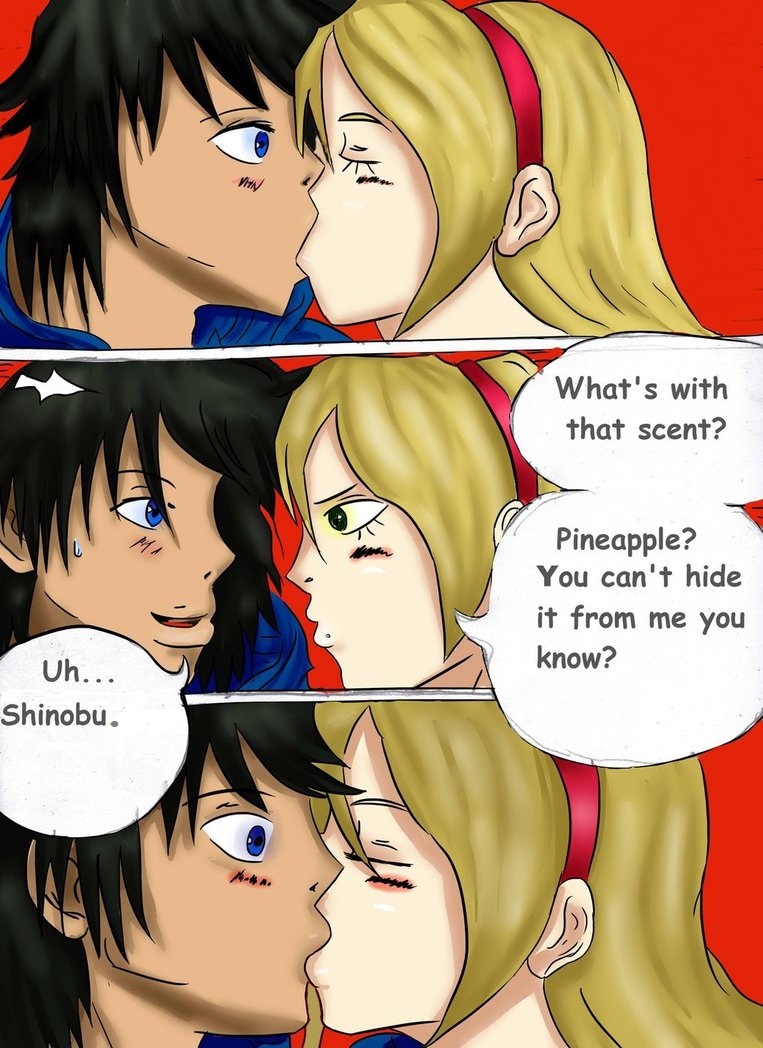 What's with
that scent?
Pineapple?
You can't hide
it from me you
know?
Uh...
Shinobu.